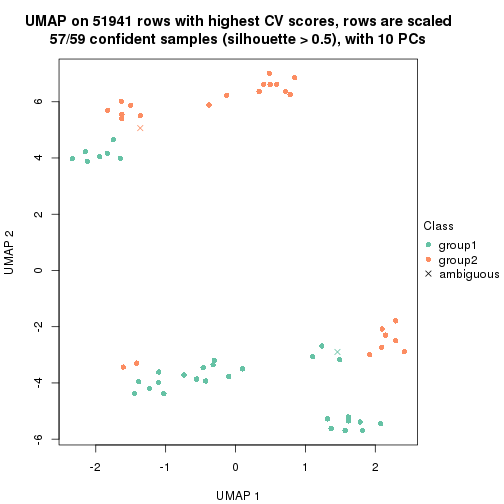 UMAP on 51941 rows with highest CV scores, rows are scaled
57/59 confident samples (silhouette > 0.5), with 10 PCs
6
4
2
0
-2
-4
-6
UMAP 2
-2
-1
0
1
2
UMAP 1
Class
group1
group2
ambiguous